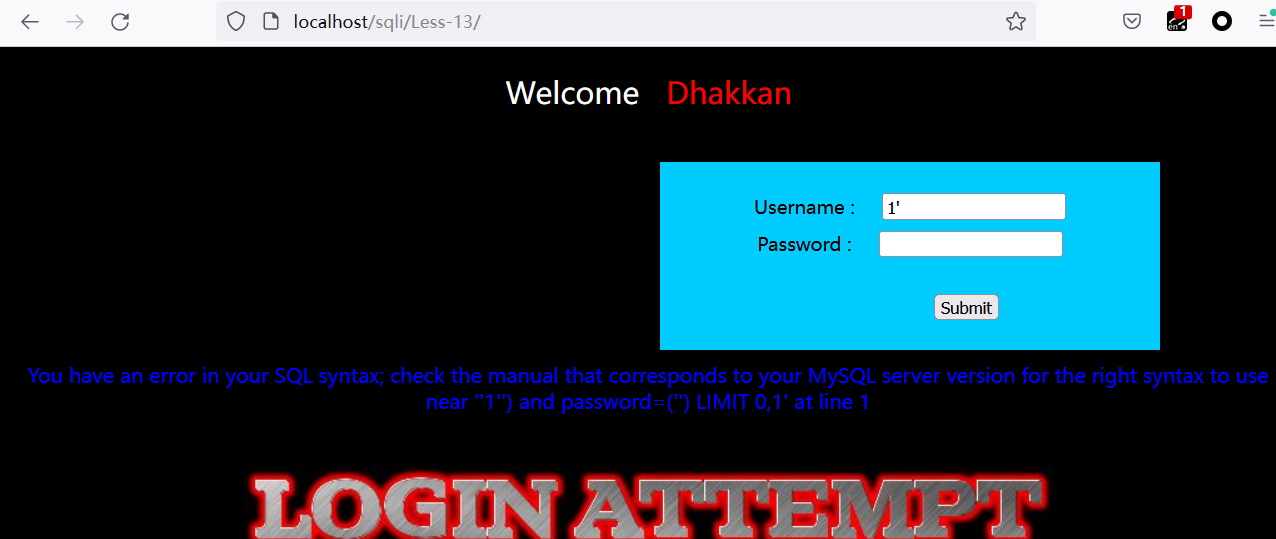 localhost/sqli/Less-13/
1
en
Welcome Dhakkan
Username : 1'
Password :
Submit
You have an error in your SQL syntax; check the manual that corresponds to your MySQL server version for the right syntax to use
near ''1'') and password=('') LIMIT 0,1' at line 1
LOGIN ATTEMPT